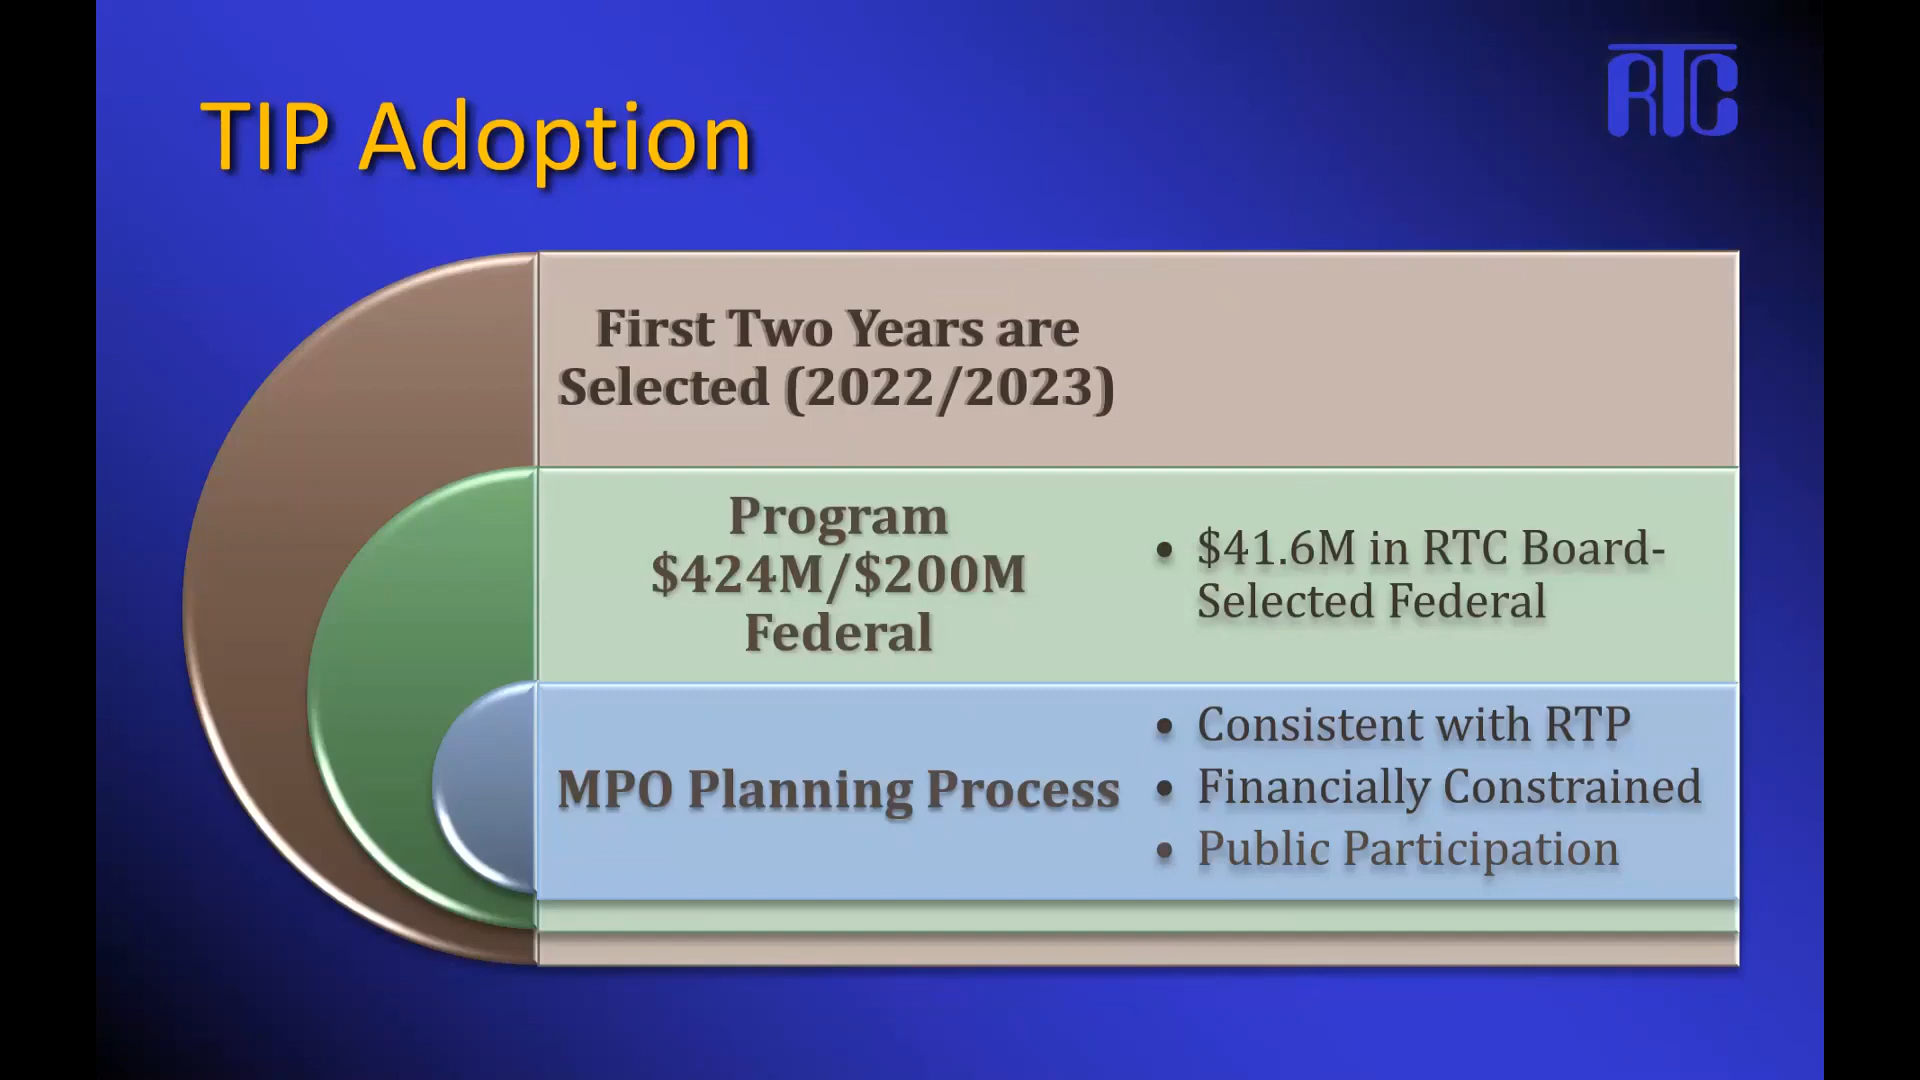 RTC
TIP Adoption
First Two Years are
Selected (2022/2023)
Program
$424M/$200M
Federal
• $41.6M in RTC Board-
Selected Federal
MPO Planning Process
• Consistent with RTP
• Financially Constrained
• Public Participation